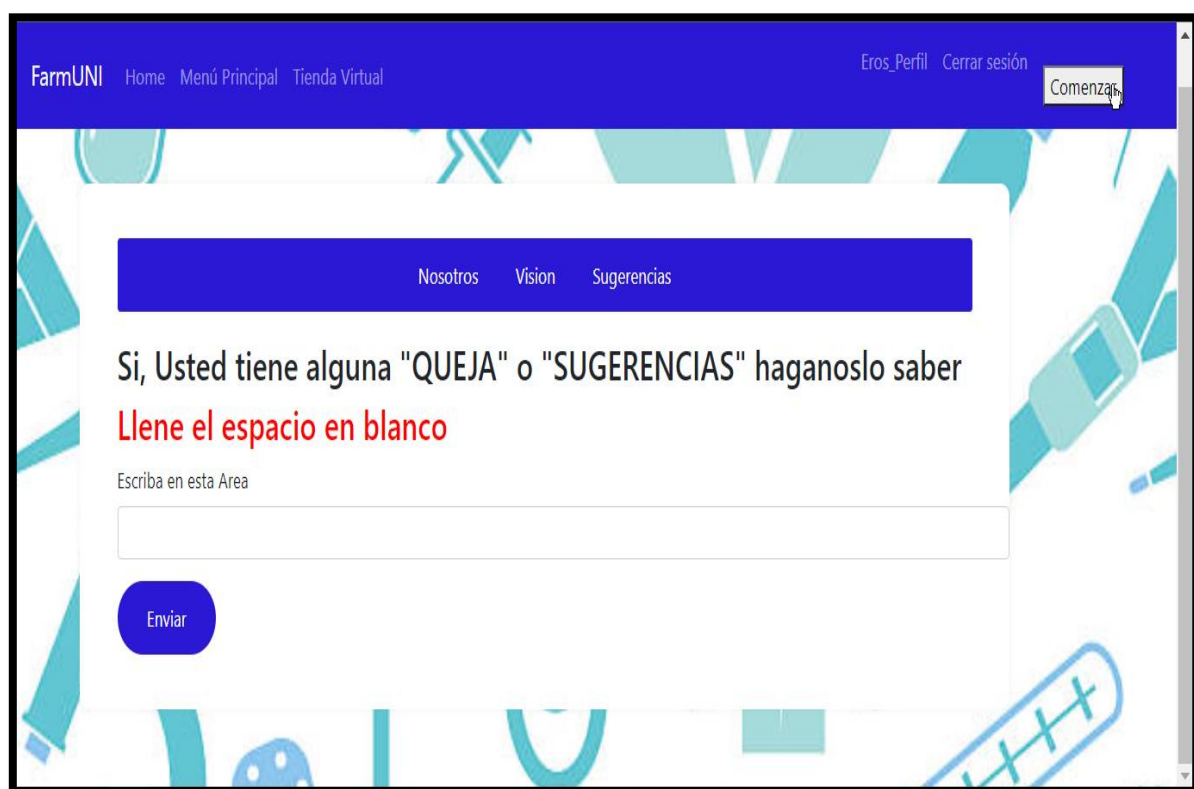 FarmUNI Home Menú Principal Tienda Virtual Eros_Perfil Cerrar sesión Comenzar
Nosotros Vision Sugerencias
Si, Usted tiene alguna "QUEJA" o "SUGERENCIAS" haganoslo saber
Llene el espacio en blanco
Escriba en esta Area
Enviar